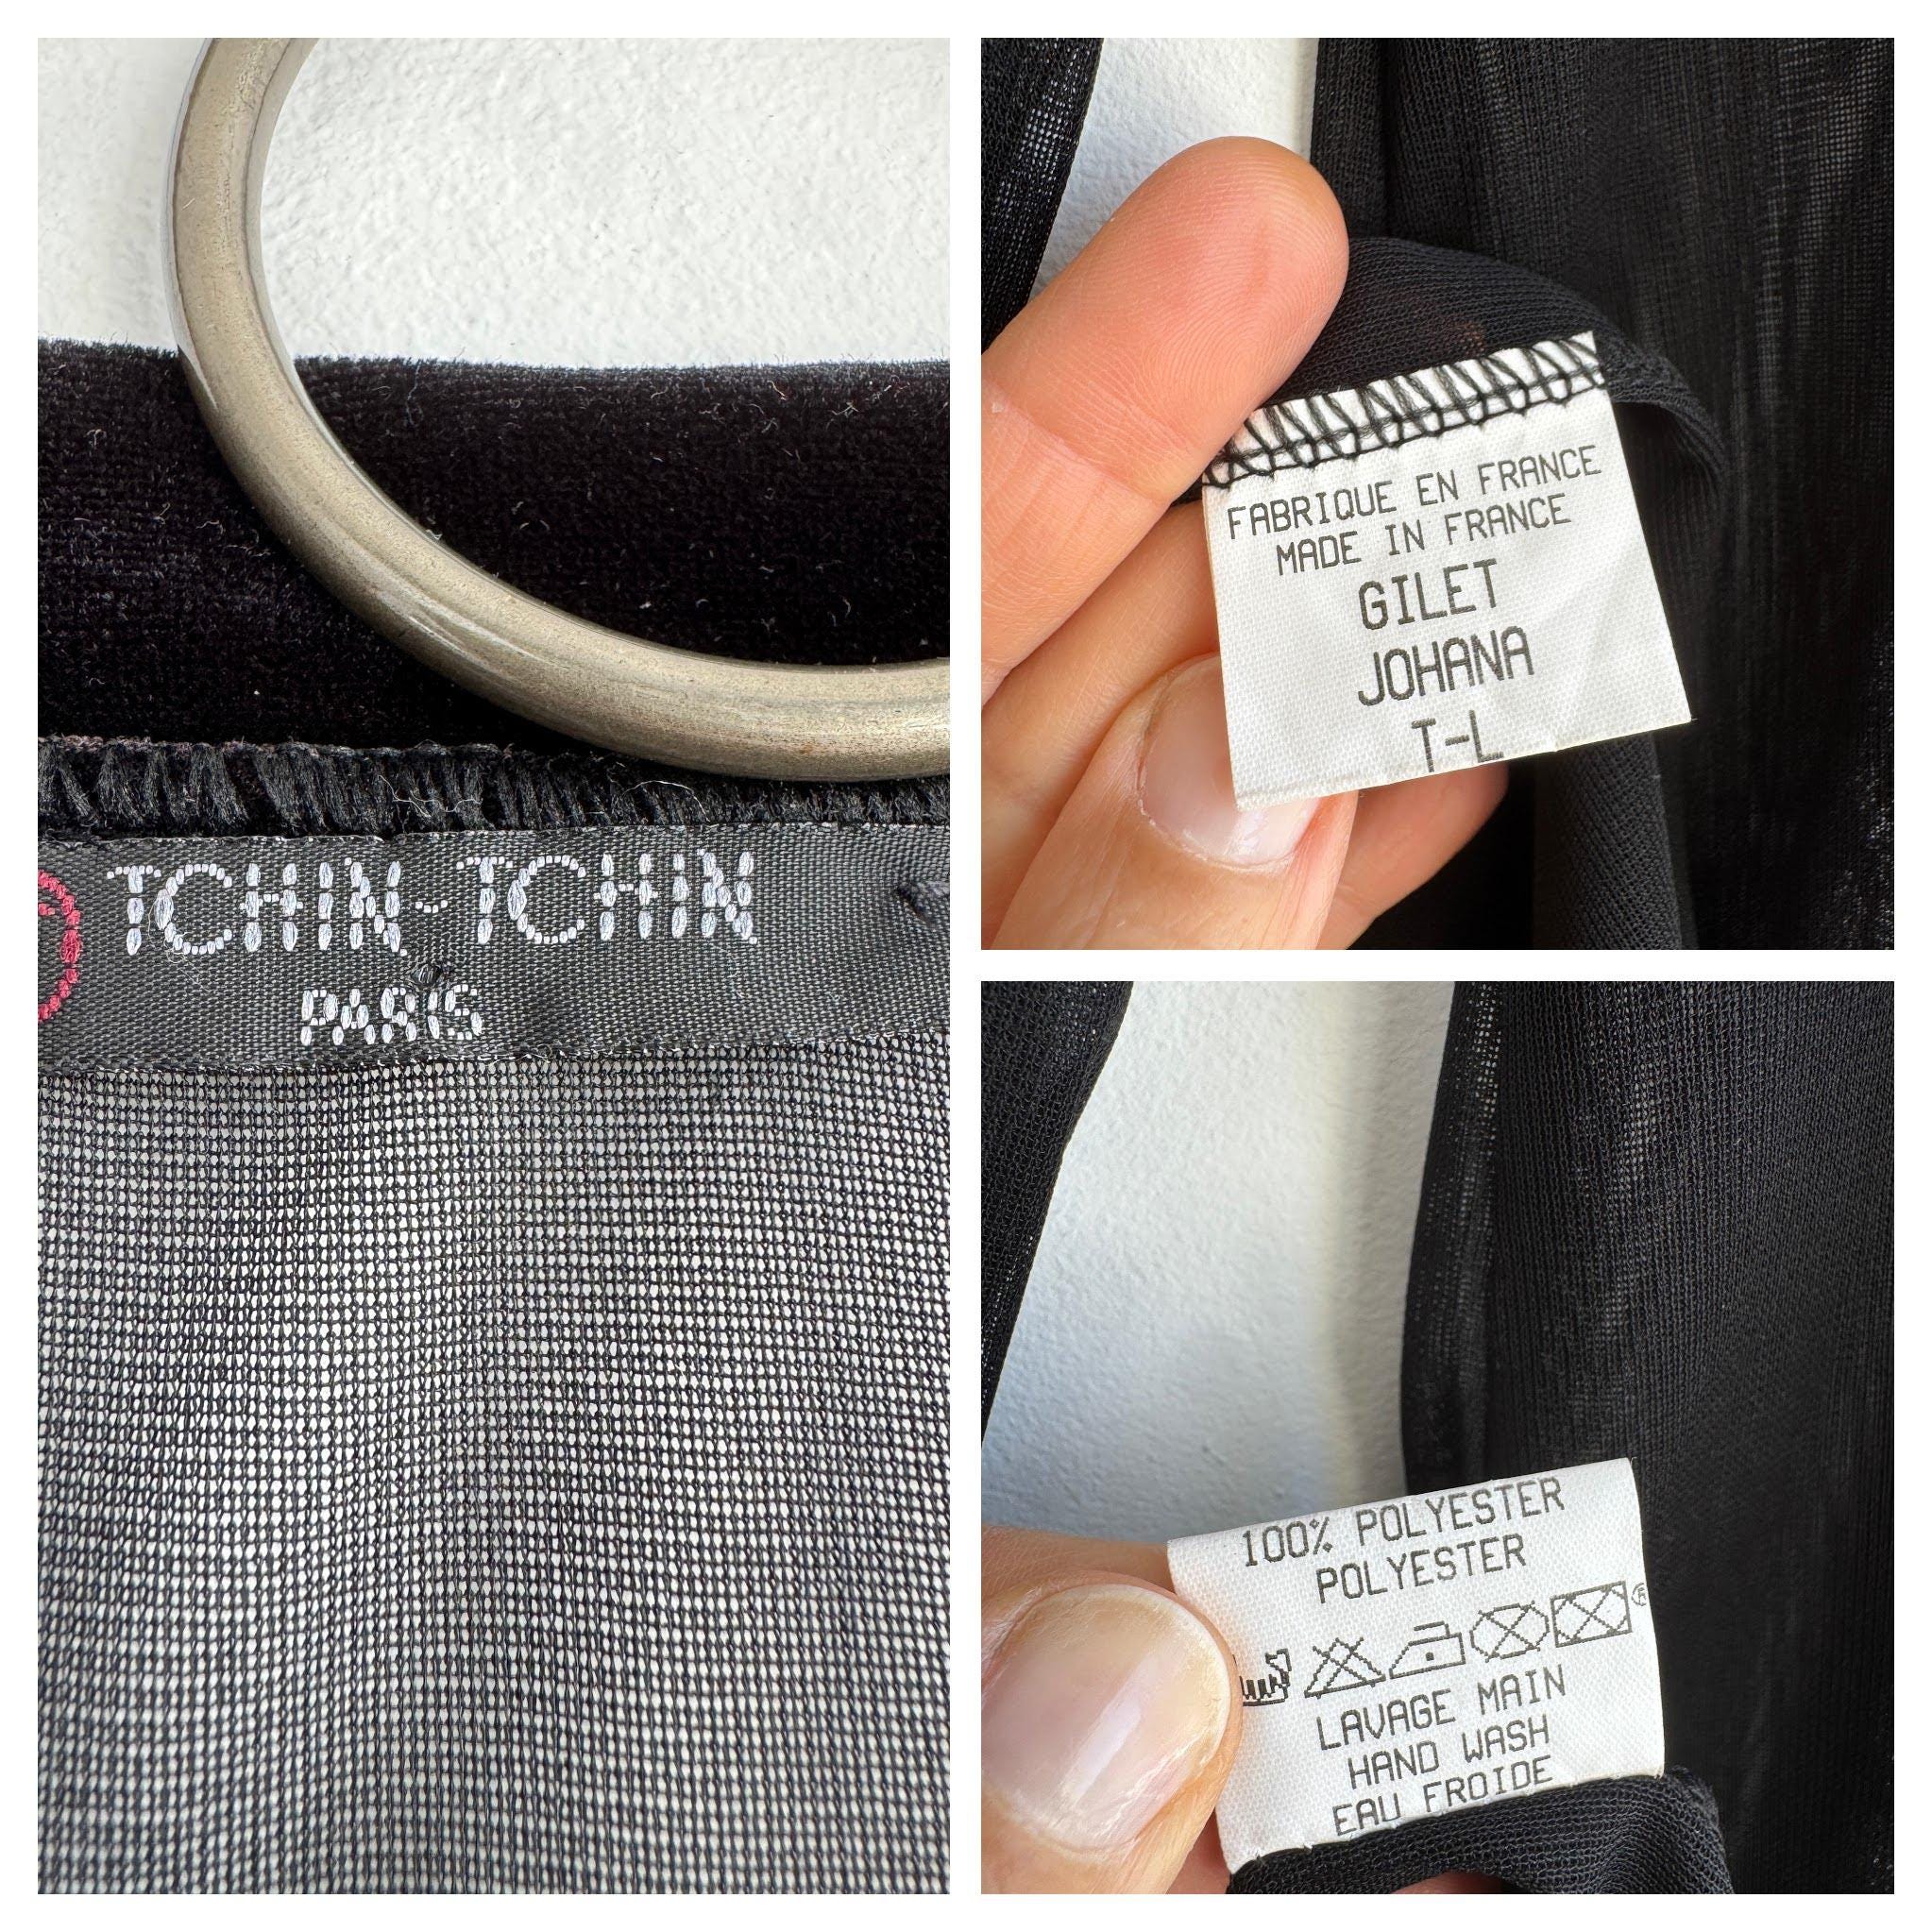 TCHIN-TCHIN
PARIS
FABRIQUE EN FRANCE
MADE IN FRANCE
GILET
JOHANA
T-L
100% POLYESTER
POLYESTER
LAVAGE MAIN
HAND WASH
EAU FROIDE